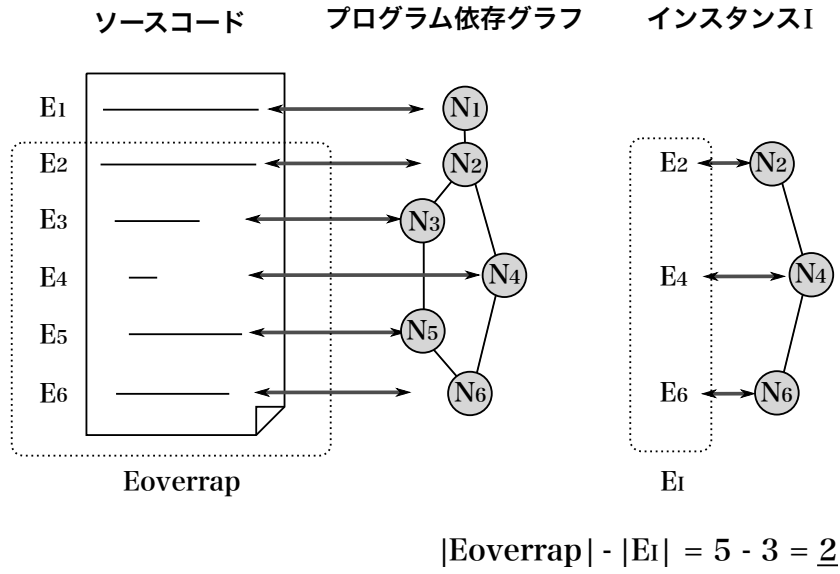 ソースコード プログラム依存グラフ インスタンスI
E1 N1
E2 N2 E2 N2
E3 N3
E4 N4 E4 N4
E5 N5
E6 N6 E6 N6
Eoverrap EI
|Eoverrap| - |EI| = 5 - 3 = 2